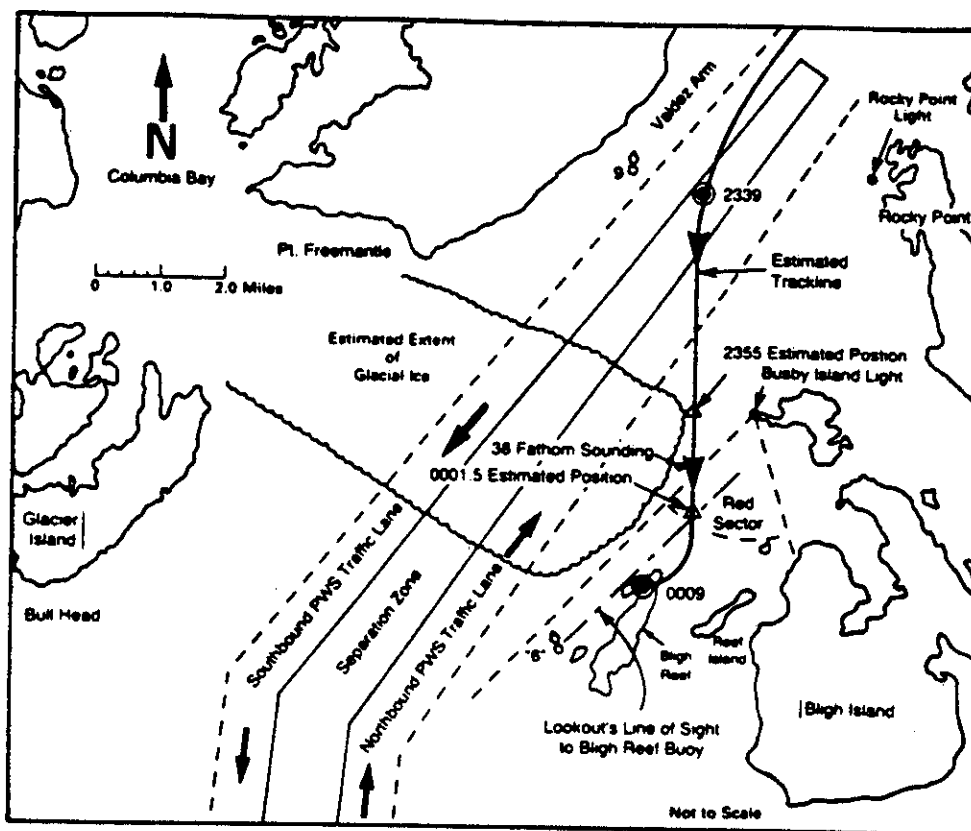 Rocky Point
Light
Valdez Arm
N
Columbia Bay
9
2339
Rocky Point
Pt. Freemantle
Estimated
Trackline
0 1.0 2.0 Miles
Estimated Extent
of
Glacial Ice
2355 Estimated Postion
Busby Island Light
38 Fathom Sounding
0001.5 Estimated Position
Red
Sector
Glacier
Island
Bull Head
Southbound PWS Traffic Lane
Separation Zone
Northbound PWS Traffic Lane
0009
"6"
Bligh
Reef
Reef
Island
Bligh Island
Lookout's Line of Sight
to Bligh Reef Buoy
Not to Scale